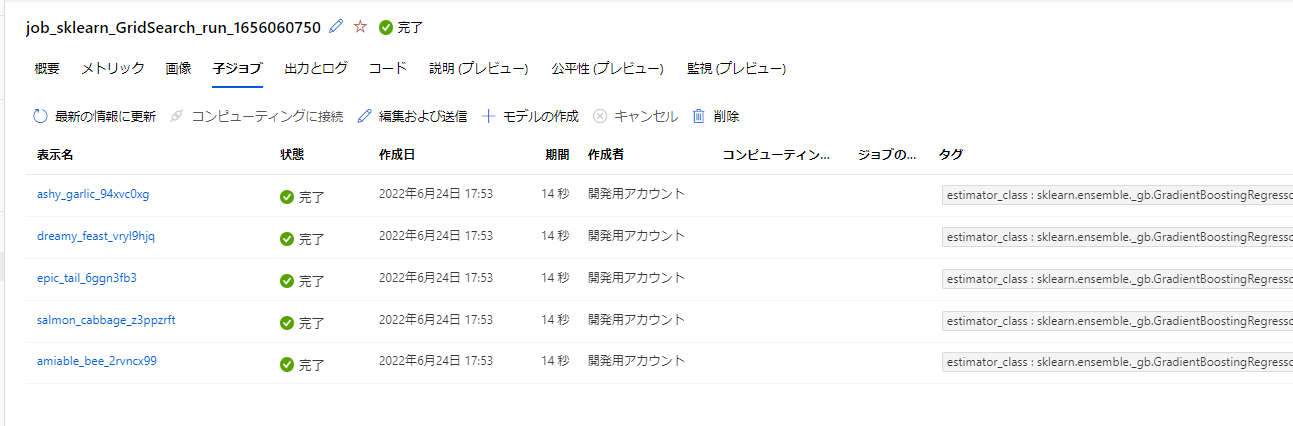 job_sklearn_GridSearch_run_1656060750 完了
概要 メトリック 画像 子ジョブ 出力とログ コード 説明 (プレビュー) 公平性 (プレビュー) 監視 (プレビュー)
最新の情報に更新 コンピューティングに接続 編集および送信 モデルの作成 キャンセル 削除
表示名 状態 作成日 期間 作成者 コンピューティン... ジョブの... タグ
ashy_garlic_94xvc0xg 完了 2022年6月24日 17:53 14 秒 開発用アカウント estimator_class : sklearn.ensemble._gb.GradientBoostingRegresso
dreamy_feast_vryl9hjq 完了 2022年6月24日 17:53 14 秒 開発用アカウント estimator_class : sklearn.ensemble._gb.GradientBoostingRegresso
epic_tail_6ggn3fb3 完了 2022年6月24日 17:53 14 秒 開発用アカウント estimator_class : sklearn.ensemble._gb.GradientBoostingRegresso
salmon_cabbage_z3ppzrft 完了 2022年6月24日 17:53 14 秒 開発用アカウント estimator_class : sklearn.ensemble._gb.GradientBoostingRegresso
amiable_bee_2rvncx99 完了 2022年6月24日 17:53 14 秒 開発用アカウント estimator_class : sklearn.ensemble._gb.GradientBoostingRegresso